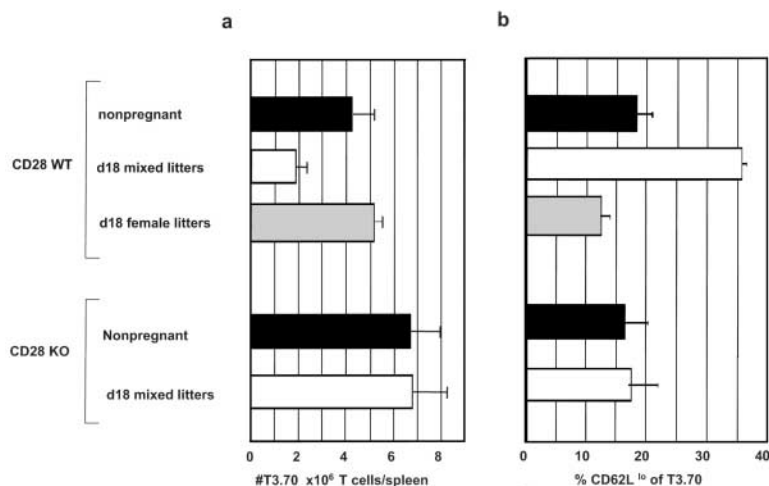 a
b
nonpregnant
CD28 WT
d18 mixed litters
d18 female litters
Nonpregnant
CD28 KO
d18 mixed litters
0 2 4 6 8
0 10 20 30 40
#T3.70 x10⁶ T cells/spleen
% CD62L ˡᵒ of T3.70